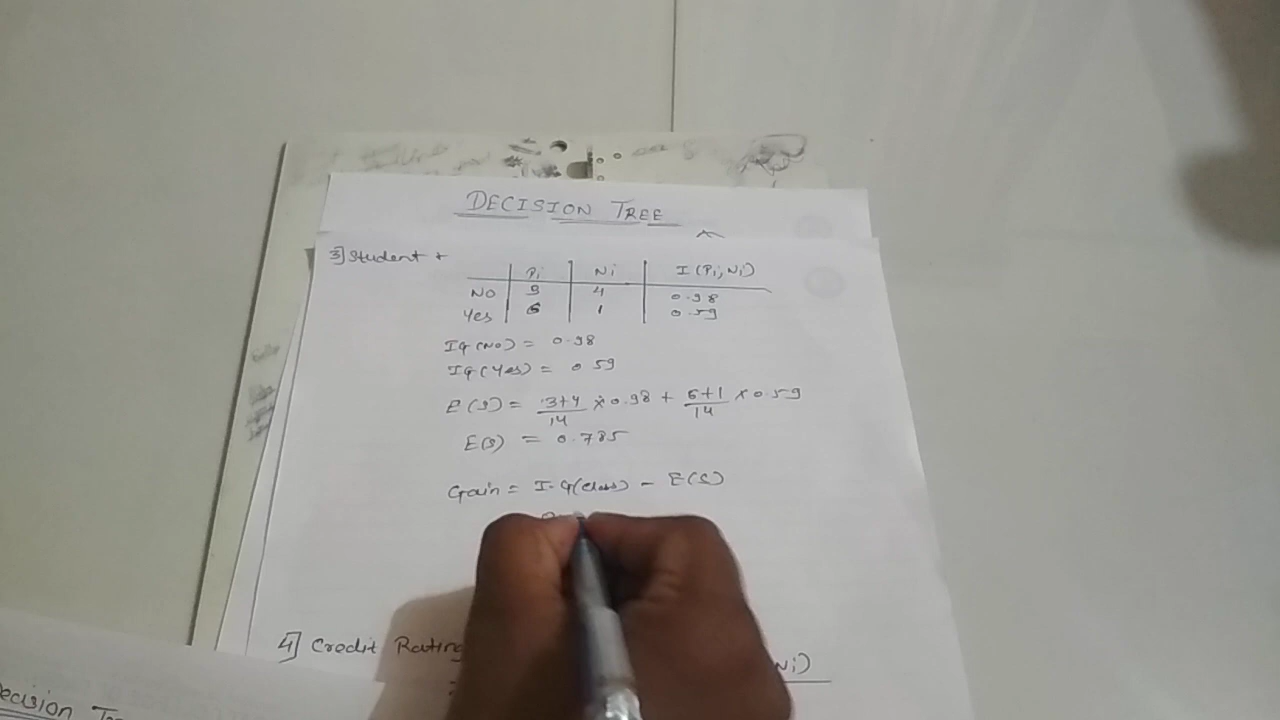 DECISION TREE
3] Student +
Pi Ni I (Pi, Ni)
NO 3 4 0.98
Yes 6 1 0.59
IG (NO) = 0.98
IG (Yes) = 0.59
E(S) = 3+4/14 × 0.98 + 6+1/14 × 0.59
E(S) = 0.785
Gain = I.G(class) - E(S)
4] Credit Rating
Ni)
Decision